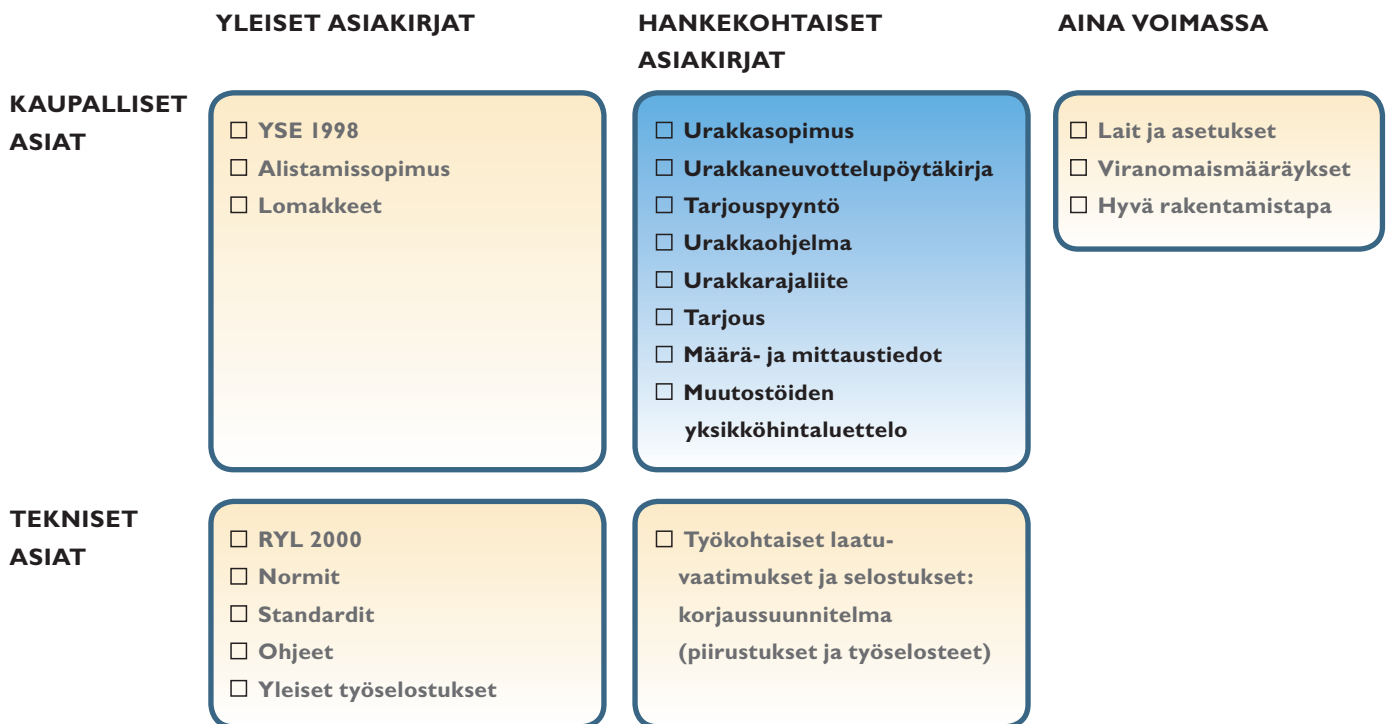 YLEISET ASIAKIRJAT
HANKEKOHTAISET
ASIAKIRJAT
AINA VOIMASSA
KAUPALLISET
ASIAT
☐ YSE 1998
☐ Alistamissopimus
☐ Lomakkeet
☐ Urakkasopimus
☐ Urakkaneuvottelupöytäkirja
☐ Tarjouspyyntö
☐ Urakkaohjelma
☐ Urakkarajaliite
☐ Tarjous
☐ Määrä- ja mittaustiedot
☐ Muutostöiden
yksikköhintaluettelo
☐ Lait ja asetukset
☐ Viranomaismääräykset
☐ Hyvä rakentamistapa
TEKNISET
ASIAT
☐ RYL 2000
☐ Normit
☐ Standardit
☐ Ohjeet
☐ Yleiset työselostukset
☐ Työkohtaiset laatu-
vaatimukset ja selostukset:
korjaussuunnitelma
(piirustukset ja työselosteet)